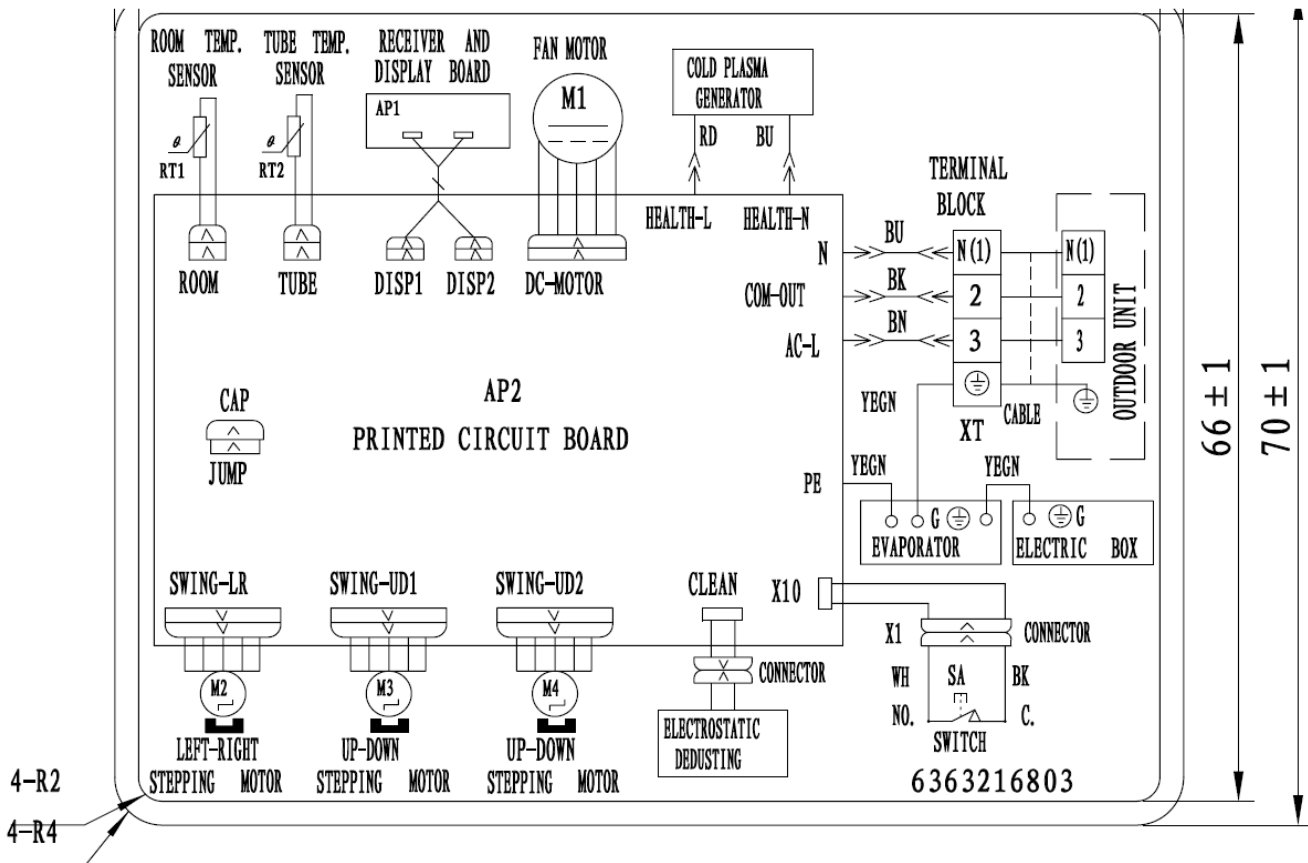 ROOM TEMP. SENSOR
TUBE TEMP. SENSOR
RECEIVER AND DISPLAY BOARD
FAN MOTOR
COLD PLASMA GENERATOR
AP1
M1
θ
RT1
θ
RT2
RD
BU
TERMINAL BLOCK
HEALTH-L
HEALTH-N
ROOM
TUBE
DISP1
DISP2
DC-MOTOR
N
BU
N(1)
N(1)
COM-OUT
BK
2
2
AC-L
BN
3
3
OUTDOOR UNIT
66±1
70±1
CAP
JUMP
AP2
PRINTED CIRCUIT BOARD
YEGN
XT
CABLE
PE
YEGN
YEGN
G
EVAPORATOR
G
ELECTRIC BOX
SWING-LR
SWING-UD1
SWING-UD2
CLEAN
X10
X1
CONNECTOR
CONNECTOR
M2
M3
M4
WH
SA
BK
NO.
C.
SWITCH
LEFT-RIGHT
STEPPING MOTOR
UP-DOWN
STEPPING MOTOR
UP-DOWN
STEPPING MOTOR
ELECTROSTATIC
DEDUSTING
6363216803
4-R2
4-R4